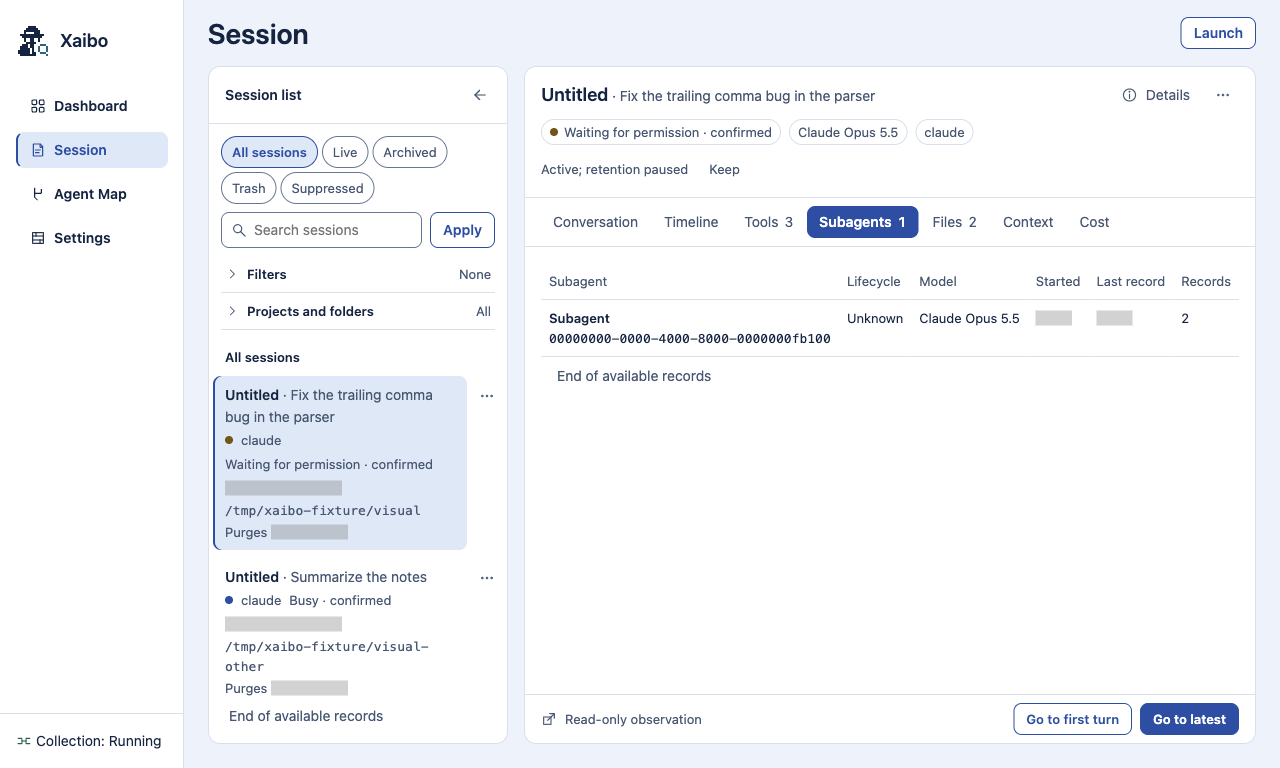 Xaibo
Dashboard
Session
Agent Map
Settings
Collection: Running
Session
Launch
Session list
All sessions
Live
Archived
Trash
Suppressed
Search sessions
Apply
Filters
None
Projects and folders
All
All sessions
Untitled · Fix the trailing comma
bug in the parser
claude
Waiting for permission · confirmed
/tmp/xaibo-fixture/visual
Purges
Untitled · Summarize the notes
claude Busy · confirmed
/tmp/xaibo-fixture/visual-
other
Purges
End of available records
Untitled · Fix the trailing comma bug in the parser
Details
Waiting for permission · confirmed
Claude Opus 5.5
claude
Active; retention paused
Keep
Conversation
Timeline
Tools 3
Subagents 1
Files 2
Context
Cost
Subagent Lifecycle Model Started Last record Records
Subagent Unknown Claude Opus 5.5 2
00000000-0000-4000-8000-0000000fb100
End of available records
Read-only observation
Go to first turn
Go to latest